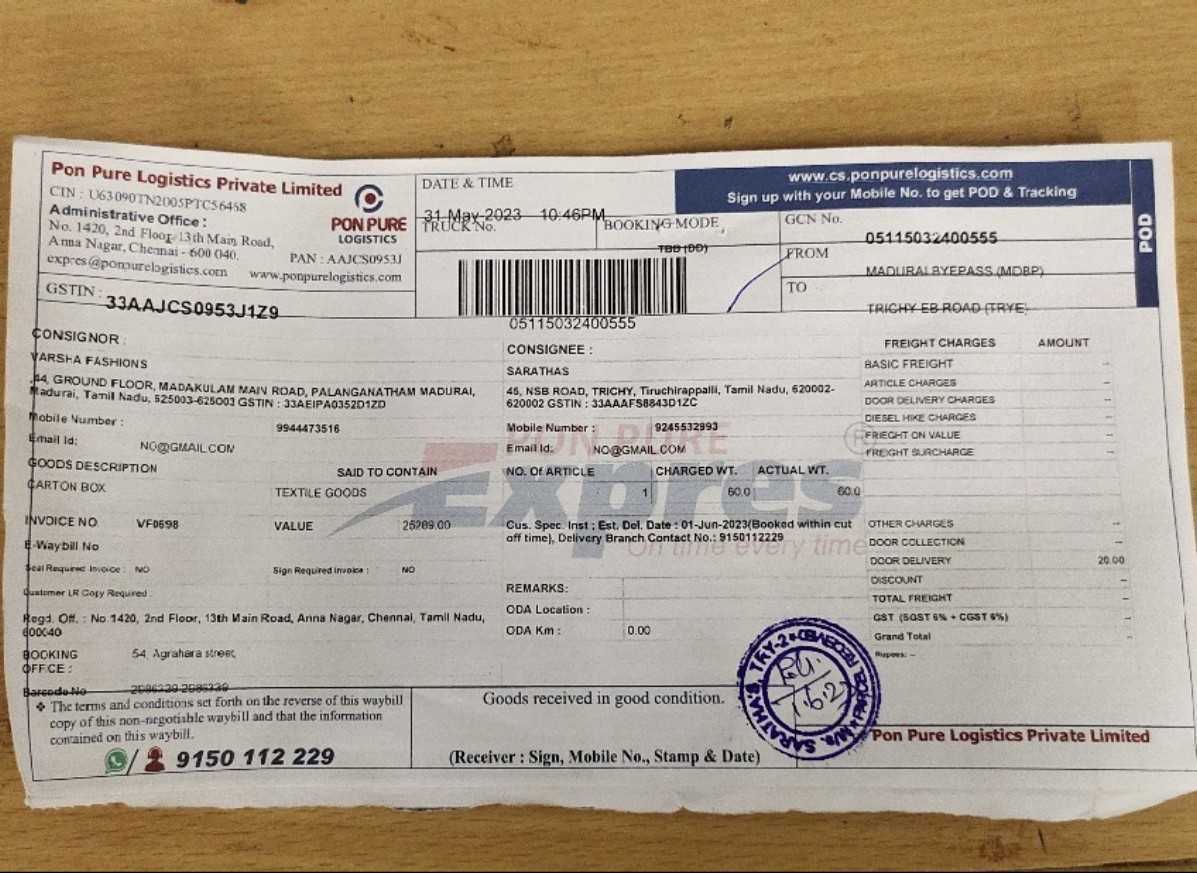 Pon Pure Logistics Private Limited
CIN : U63090TN2005PTC56458
Administrative Office :
No. 1420, 2nd Floor, 13th Main Road,
Anna Nagar, Chennai - 600 040.
PAN : AAJCS0953J
expres@ponpurelogistics.com
www.ponpurelogistics.com
PON PURE
LOGISTICS
GSTIN : 33AAJCS0953J1Z9
DATE & TIME
31 May 2023 10:46PM
TRUCK No.
BOOKING MODE
TBB (DD)
05115032400555
www.cs.ponpurelogistics.com
Sign up with your Mobile No. to get POD & Tracking
GCN No.
05115032400555
FROM
MADURAI BYEPASS (MDBP)
TO
TRICHY EB ROAD (TRYE)
POD
CONSIGNOR :
VARSHA FASHIONS
44, GROUND FLOOR, MADAKULAM MAIN ROAD, PALANGANATHAM MADURAI,
Madurai, Tamil Nadu, 625003-625003 GSTIN : 33AEIPA0352D1ZD
Mobile Number : 9944473516
Email Id: NO@GMAIL.COM
CONSIGNEE :
SARATHAS
45, NSB ROAD, TRICHY, Tiruchirappalli, Tamil Nadu, 620002-
620002 GSTIN : 33AAAFS8843D1ZC
Mobile Number : 9245532993
Email Id: NO@GMAIL.COM
GOODS DESCRIPTION
SAID TO CONTAIN
NO. Of ARTICLE
CHARGED WT.
ACTUAL WT.
CARTON BOX
TEXTILE GOODS
1
60.0
60.0
PON PURE
Expres
On time every time
®
INVOICE NO VF0698
VALUE 25289.00
Cus. Spec. Inst ; Est. Del. Date : 01-Jun-2023(Booked within cut
off time), Delivery Branch Contact No.: 9150112229
E-Waybill No
Seal Required Invoice : NO
Sign Required Invoice : NO
Customer LR Copy Required :
REMARKS:
ODA Location :
ODA Km : 0.00
Regd. Off. : No.1420, 2nd Floor, 13th Main Road, Anna Nagar, Chennai, Tamil Nadu,
600040
BOOKING
OFFCE :
54, Agrahara street,
Barcode No 2086339-2086339
FREIGHT CHARGES
AMOUNT
BASIC FREIGHT --
ARTICLE CHARGES --
DOOR DELIVERY CHARGES --
DIESEL HIKE CHARGES --
FRIEGHT ON VALUE --
FREIGHT SURCHARGE --
OTHER CHARGES --
DOOR COLLECTION --
DOOR DELIVERY 20.00
DISCOUNT --
TOTAL FREIGHT --
GST (SGST 6% + CGST 6%) --
Grand Total --
Rupees: --
❖ The terms and conditions set forth on the reverse of this waybill
copy of this non-negotiable waybill and that the information
contained on this waybill.
/ 9150 112 229
Goods received in good condition.
(Receiver : Sign, Mobile No., Stamp & Date)
SARATHA'S, TRY-2
RECEIVED
Pon Pure Logistics Private Limited